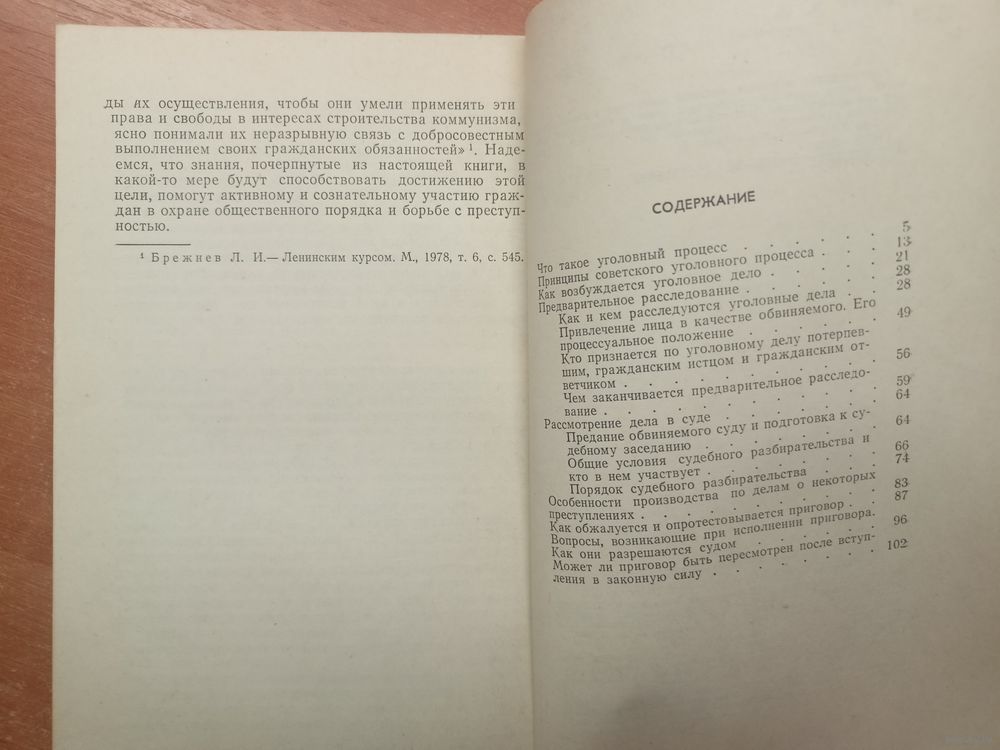 ды их осуществления, чтобы они умели применять эти
права и свободы в интересах строительства коммунизма,
ясно понимали их неразрывную связь с добросовестным
выполнением своих гражданских обязанностей» ¹. Наде-
емся, что знания, почерпнутые из настоящей книги, в
какой-то мере будут способствовать достижению этой
цели, помогут активному и сознательному участию граж-
дан в охране общественного порядка и борьбе с преступ-
ностью.
¹ Брежнев Л. И.— Ленинским курсом. М., 1978, т. 6, с. 545.
СОДЕРЖАНИЕ
Что такое уголовный процесс . . . . . 5
Принципы советского уголовного процесса . . . 13
Как возбуждается уголовное дело . . . . 21
Предварительное расследование . . . . . 28
Как и кем расследуются уголовные дела . . 28
Привлечение лица в качестве обвиняемого. Его
процессуальное положение . . . . . 49
Кто признается по уголовному делу потерпев-
шим, гражданским истцом и гражданским от-
ветчиком . . . . . . . . . 56
Чем заканчивается предварительное расследо-
вание . . . . . . . . . . 59
Рассмотрение дела в суде . . . . . . 64
Предание обвиняемого суду и подготовка к су-
дебному заседанию . . . . . . 64
Общие условия судебного разбирательства и
кто в нем участвует . . . . . . 66
Порядок судебного разбирательства . . . 74
Особенности производства по делам о некоторых
преступлениях . . . . . . . . 83
Как обжалуется и опротестовывается приговор . . 87
Вопросы, возникающие при исполнении приговора.
Как они разрешаются судом . . . . . 96
Может ли приговор быть пересмотрен после вступ-
ления в законную силу . . . . . . 102